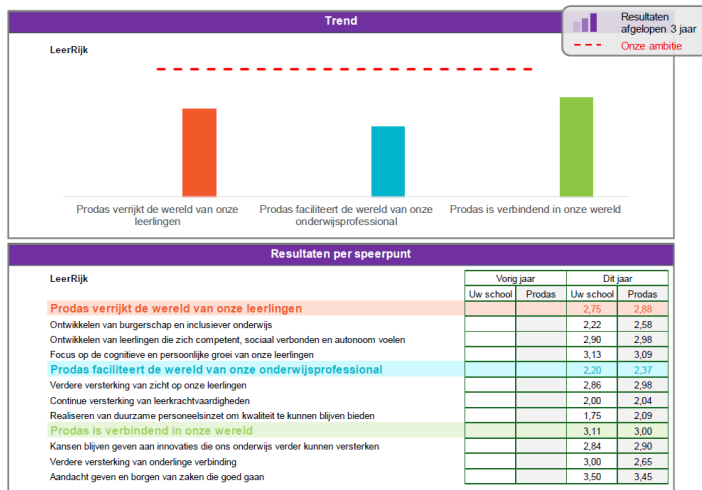 Trend
Resultaten
afgelopen 3 jaar
Onze ambitie
LeerRijk
Prodas verrijkt de wereld van onze
leerlingen
Prodas faciliteert de wereld van onze
onderwijsprofessional
Prodas is verbindend in onze wereld
Resultaten per speerpunt
LeerRijk
Vorig jaar Dit jaar
Uw school Prodas Uw school Prodas
Prodas verrijkt de wereld van onze leerlingen 2,75 2,88
Ontwikkelen van burgerschap en inclusiever onderwijs 2,22 2,58
Ontwikkelen van leerlingen die zich competent, sociaal verbonden en autonoom voelen 2,90 2,98
Focus op de cognitieve en persoonlijke groei van onze leerlingen 3,13 3,09
Prodas faciliteert de wereld van onze onderwijsprofessional 2,20 2,37
Verdere versterking van zicht op onze leerlingen 2,86 2,98
Continue versterking van leerkrachtvaardigheden 2,00 2,04
Realiseren van duurzame personeelsinzet om kwaliteit te kunnen blijven bieden 1,75 2,09
Prodas is verbindend in onze wereld 3,11 3,00
Kansen blijven geven aan innovaties die ons onderwijs verder kunnen versterken 2,84 2,90
Verdere versterking van onderlinge verbinding 3,00 2,65
Aandacht geven en borgen van zaken die goed gaan 3,50 3,45